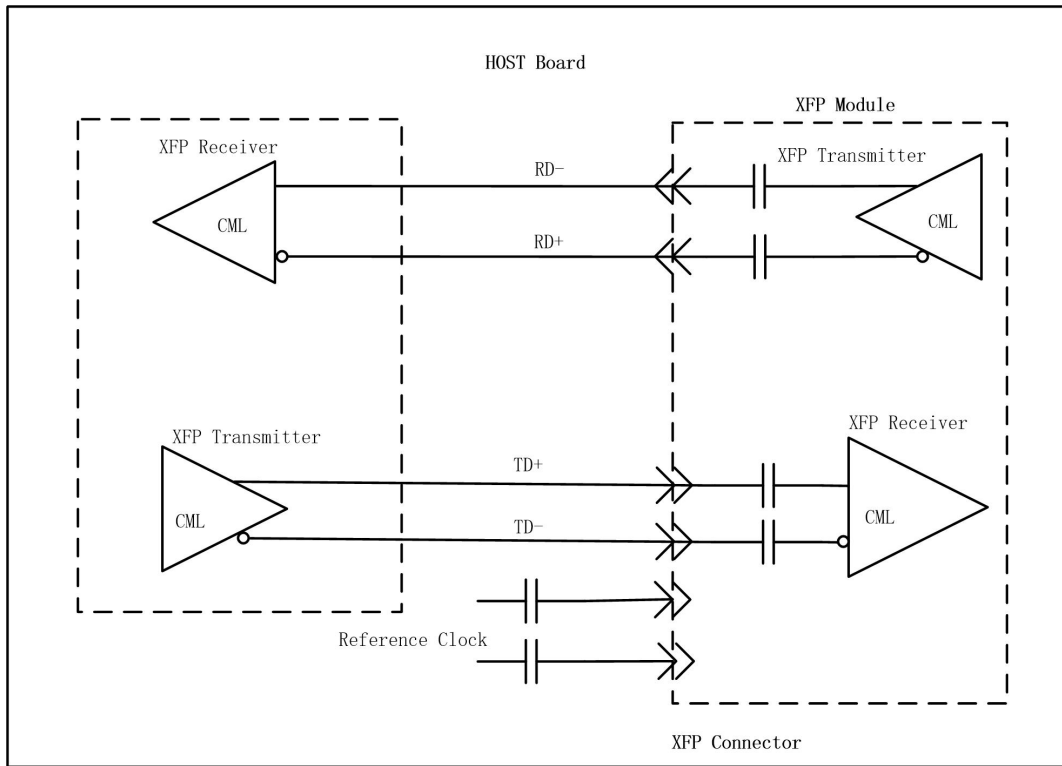 HOST Board
XFP Module
XFP Receiver
XFP Transmitter
RD-
CML
CML
RD+
XFP Transmitter
XFP Receiver
TD+
CML
CML
TD-
Reference Clock
XFP Connector